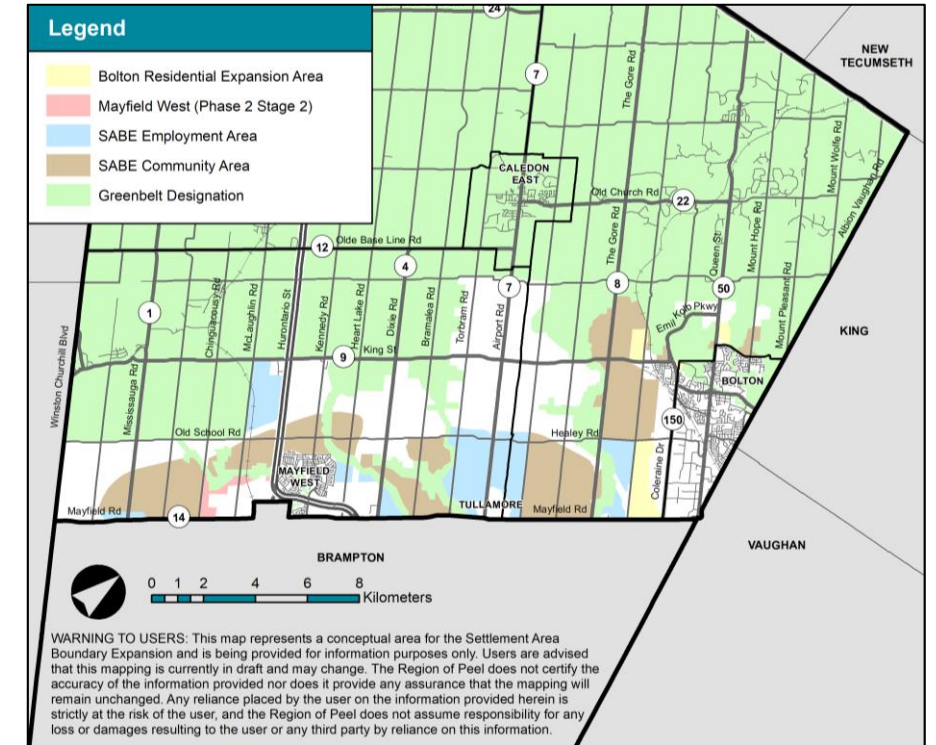 Legend
Bolton Residential Expansion Area
Mayfield West (Phase 2 Stage 2)
SABE Employment Area
SABE Community Area
Greenbelt Designation
24
NEW
TECUMSETH
7
The Gore Rd
Mount Wolfe Rd
CALEDON
EAST
Old Church Rd
22
Albion Vaughan Rd
The Gore Rd
Queen St
Mount Hope Rd
12
Olde Base Line Rd
4
7
8
50
Mount Pleasant Rd
1
Chinguacousy Rd
McLaughlin Rd
Hurontario St
Kennedy Rd
Heart Lake Rd
Dixie Rd
Bramalea Rd
Torbram Rd
Airport Rd
Emil Kolb Pkwy
KING
Winston Churchill Blvd
Mississauga Rd
9
King St
BOLTON
150
Old School Rd
Healey Rd
Coleraine Dr
MAYFIELD
WEST
TULLAMORE
Mayfield Rd
14
Mayfield Rd
BRAMPTON
VAUGHAN
0 1 2 4 6 8
Kilometers
WARNING TO USERS: This map represents a conceptual area for the Settlement Area
Boundary Expansion and is being provided for information purposes only. Users are advised
that this mapping is currently in draft and may change. The Region of Peel does not certify the
accuracy of the information provided nor does it provide any assurance that the mapping will
remain unchanged. Any reliance placed by the user on the information provided herein is
strictly at the risk of the user, and the Region of Peel does not assume responsibility for any
loss or damages resulting to the user or any third party by reliance on this information.